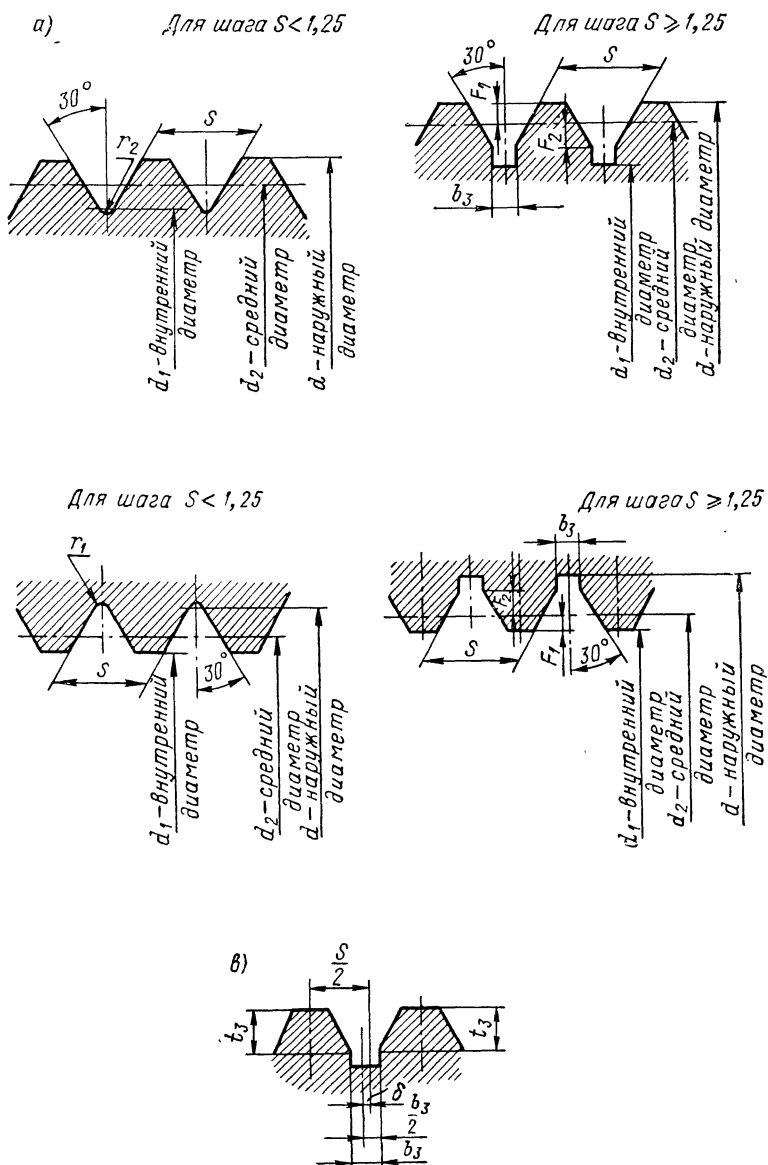 а) Для шага S < 1,25
30°
r₂
S
d₁-внутренний
диаметр
d₂-средний
диаметр
d-наружный
диаметр
Для шага S ⩾ 1,25
30°
F₁
S
F₂
b₃
d₁-внутренний
диаметр
d₂-средний
диаметр
d-наружный диаметр
Для шага S < 1,25
r₁
S
30°
d₁-внутренний
диаметр
d₂-средний
диаметр
d-наружный
диаметр
Для шага S ⩾ 1,25
b₃
F₂
S
F₁
30°
d₁-внутренний
диаметр
d₂-средний
диаметр
d-наружный
диаметр
в)
S
2
t₃
t₃
δ
b₃
2
b₃